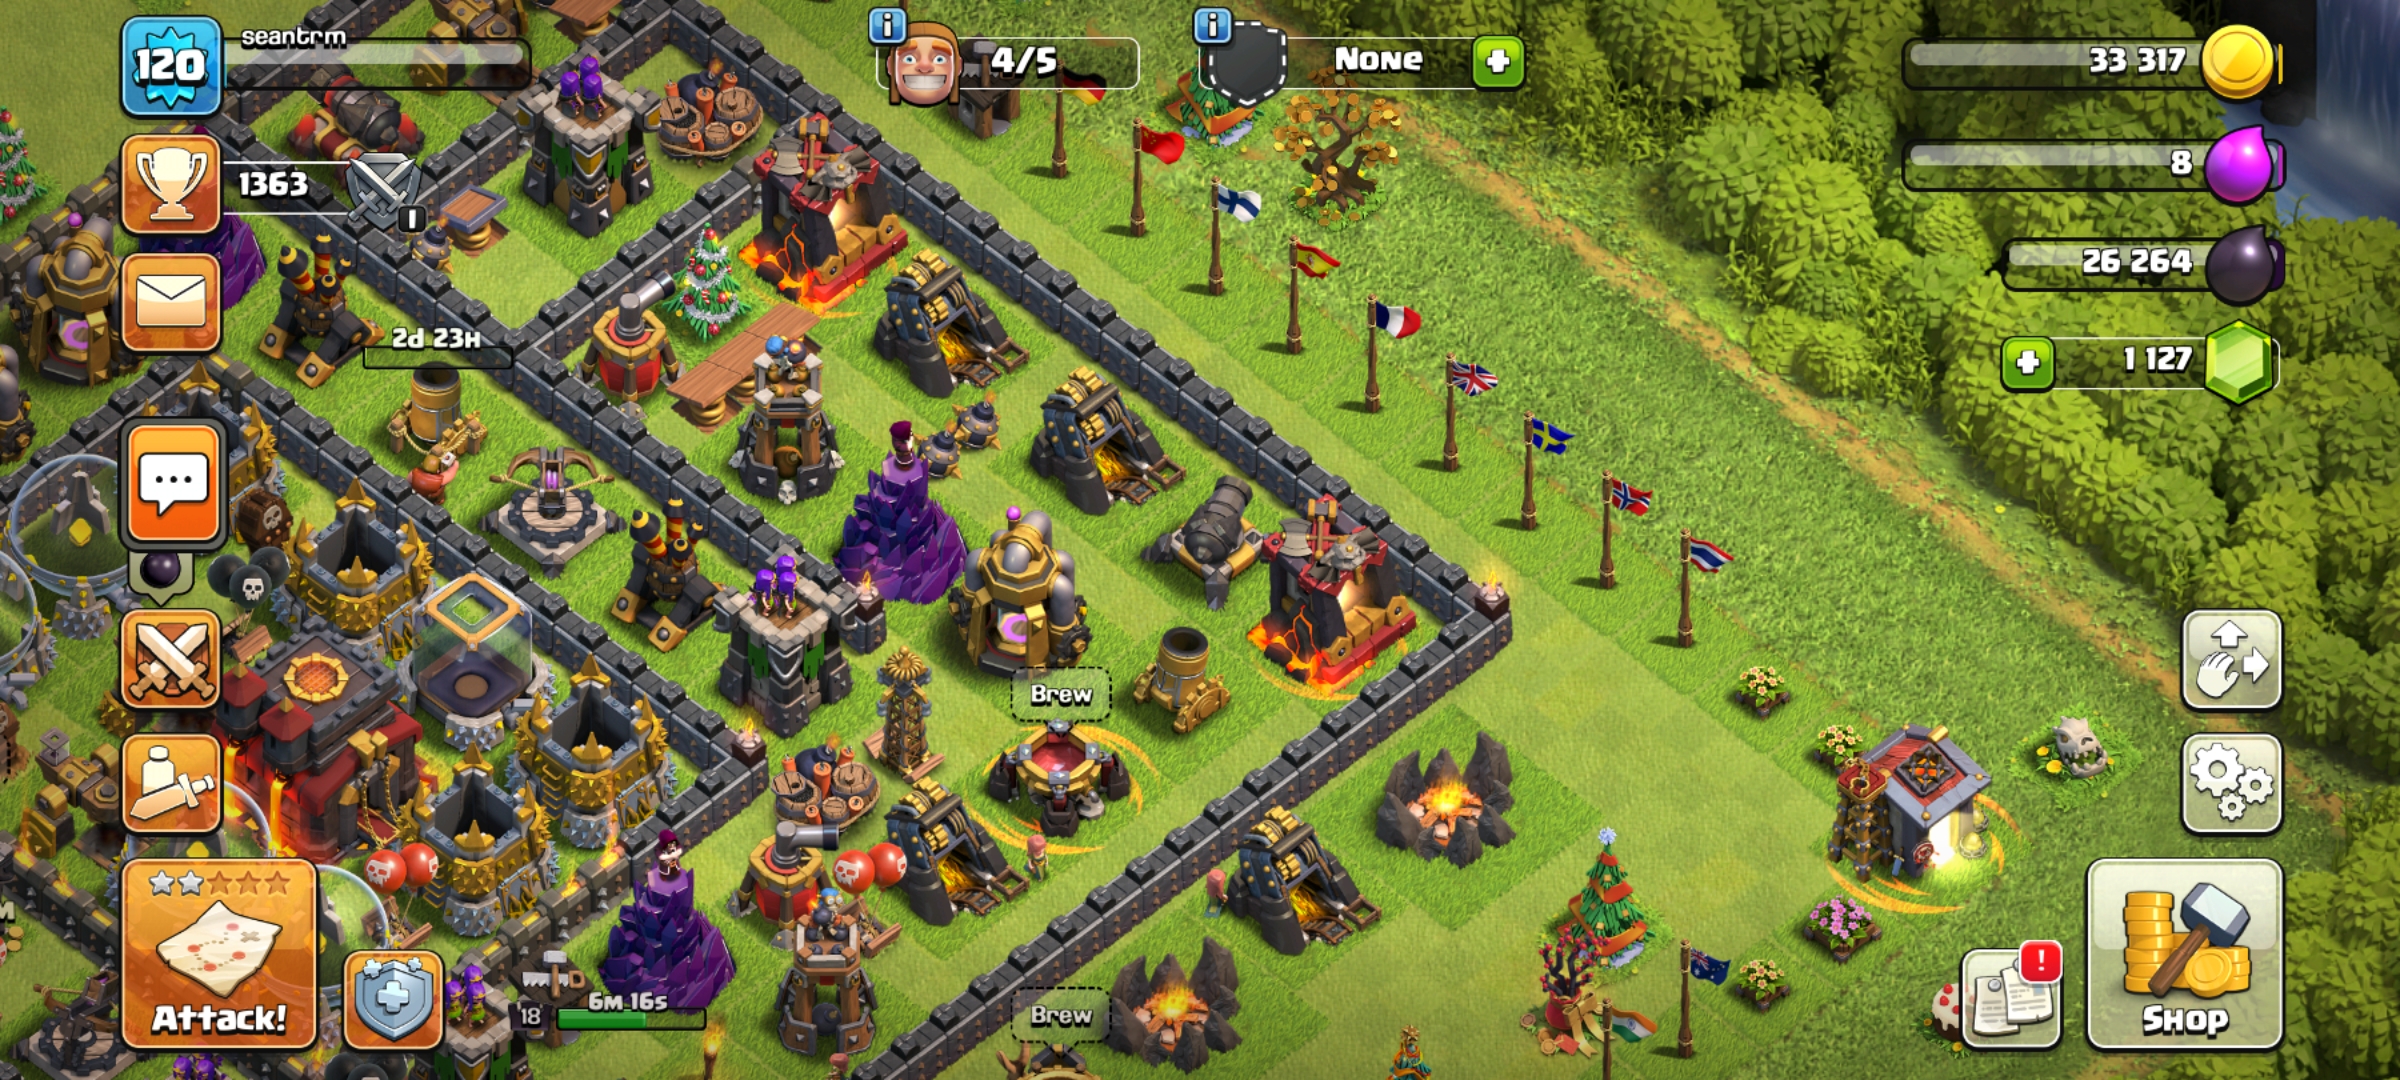 120
seantrm
4/5
None
33 317
1363
I
8
26 264
2d 23H
1 127
Brew
Brew
6M 16s
18
Attack!
!
Shop